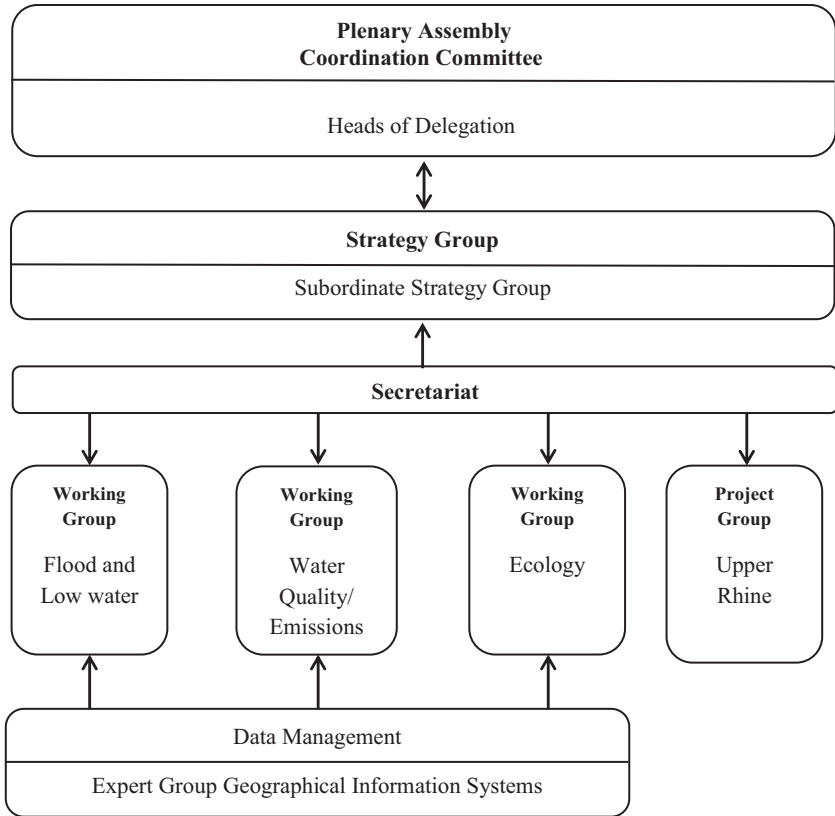 Plenary Assembly
Coordination Committee
Heads of Delegation
Strategy Group
Subordinate Strategy Group
Secretariat
Working
Group
Flood and
Low water
Working
Group
Water
Quality/
Emissions
Working
Group
Ecology
Project
Group
Upper
Rhine
Data Management
Expert Group Geographical Information Systems